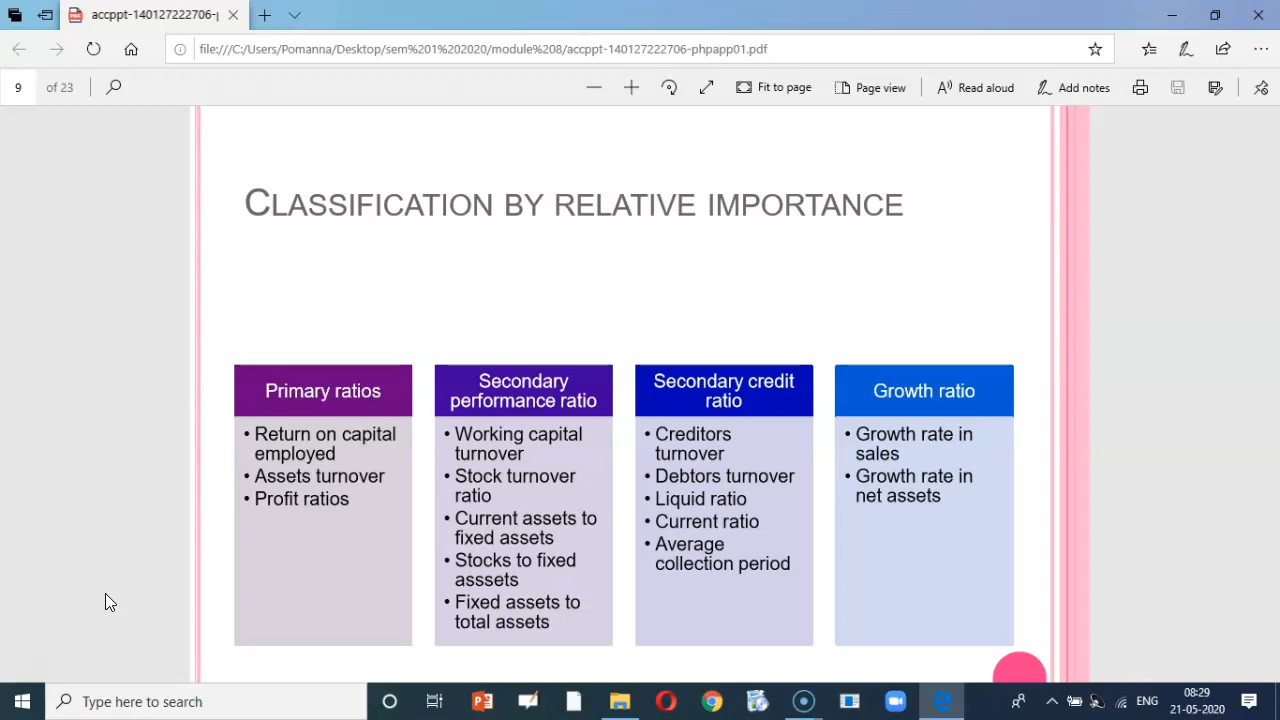 accppt-140127222706-p
file:///C:/Users/Pomanna/Desktop/sem%201%202020/module%208/accppt-140127222706-phpapp01.pdf
9 of 23
Fit to page
Page view
Read aloud
Add notes
CLASSIFICATION BY RELATIVE IMPORTANCE
Primary ratios
• Return on capital
employed
• Assets turnover
• Profit ratios
Secondary
performance ratio
• Working capital
turnover
• Stock turnover
ratio
• Current assets to
fixed assets
• Stocks to fixed
asssets
• Fixed assets to
total assets
Secondary credit
ratio
• Creditors
turnover
• Debtors turnover
• Liquid ratio
• Current ratio
• Average
collection period
Growth ratio
• Growth rate in
sales
• Growth rate in
net assets
Type here to search
ENG
08:29
21-05-2020